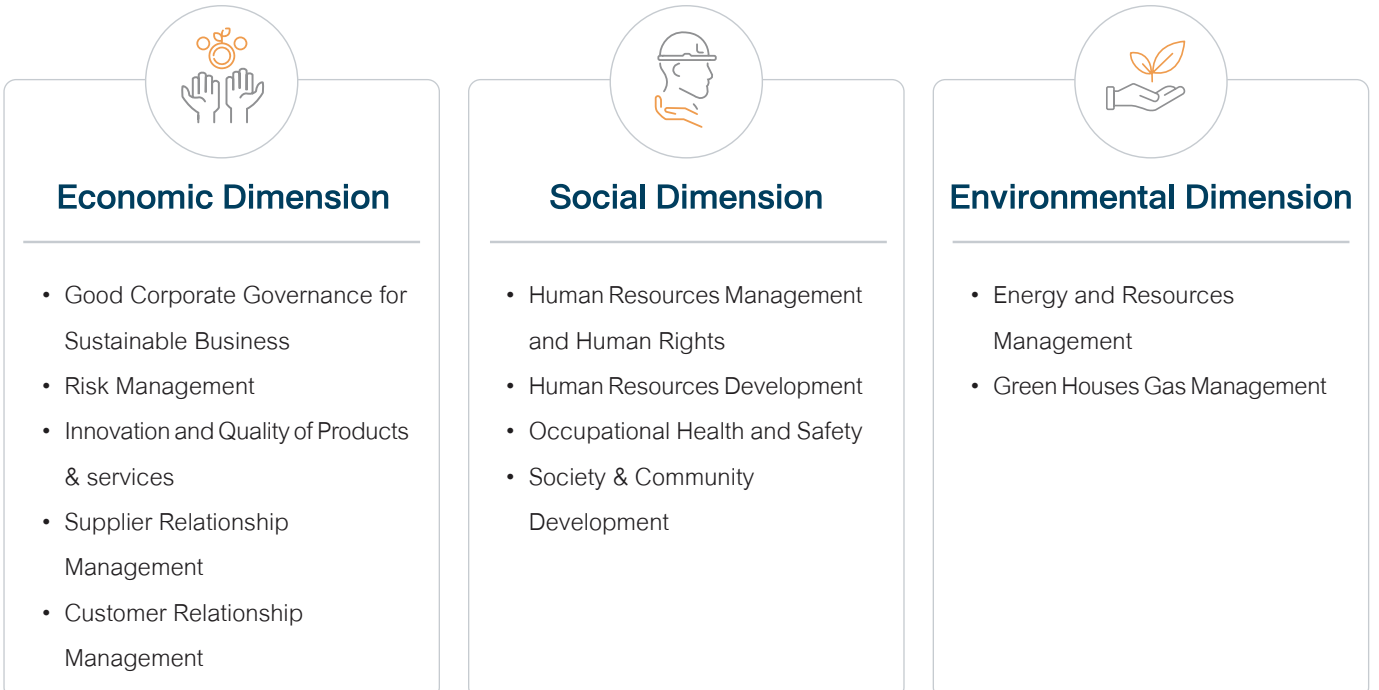 Economic Dimension
• Good Corporate Governance for
Sustainable Business
• Risk Management
• Innovation and Quality of Products
& services
• Supplier Relationship
Management
• Customer Relationship
Management
Social Dimension
• Human Resources Management
and Human Rights
• Human Resources Development
• Occupational Health and Safety
• Society & Community
Development
Environmental Dimension
• Energy and Resources
Management
• Green Houses Gas Management